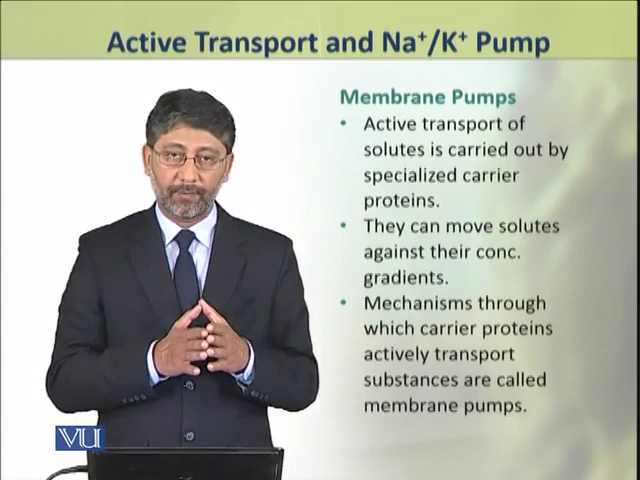 Active Transport and Na⁺/K⁺ Pump
Membrane Pumps
• Active transport of
solutes is carried out by
specialized carrier
proteins.
• They can move solutes
against their conc.
gradients.
• Mechanisms through
which carrier proteins
actively transport
substances are called
membrane pumps.
VU